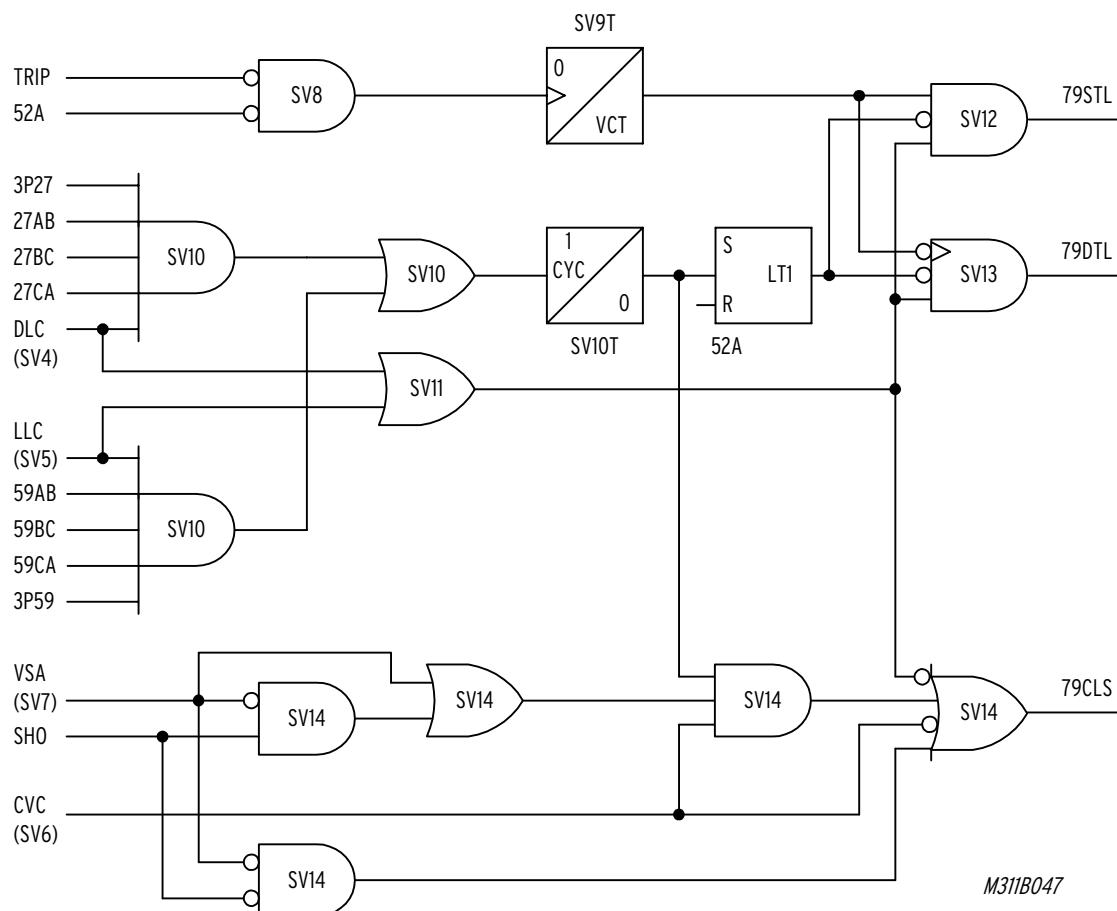 SV9T
TRIP
52A
SV8
0
VCT
SV12
79STL
3P27
27AB
27BC
27CA
DLC
(SV4)
SV10
SV10
1
CYC
0
SV10T
S
R
LT1
52A
SV13
79DTL
SV11
LLC
(SV5)
59AB
59BC
59CA
3P59
SV10
VSA
(SV7)
SHO
SV14
SV14
SV14
SV14
79CLS
CVC
(SV6)
SV14
M311B047